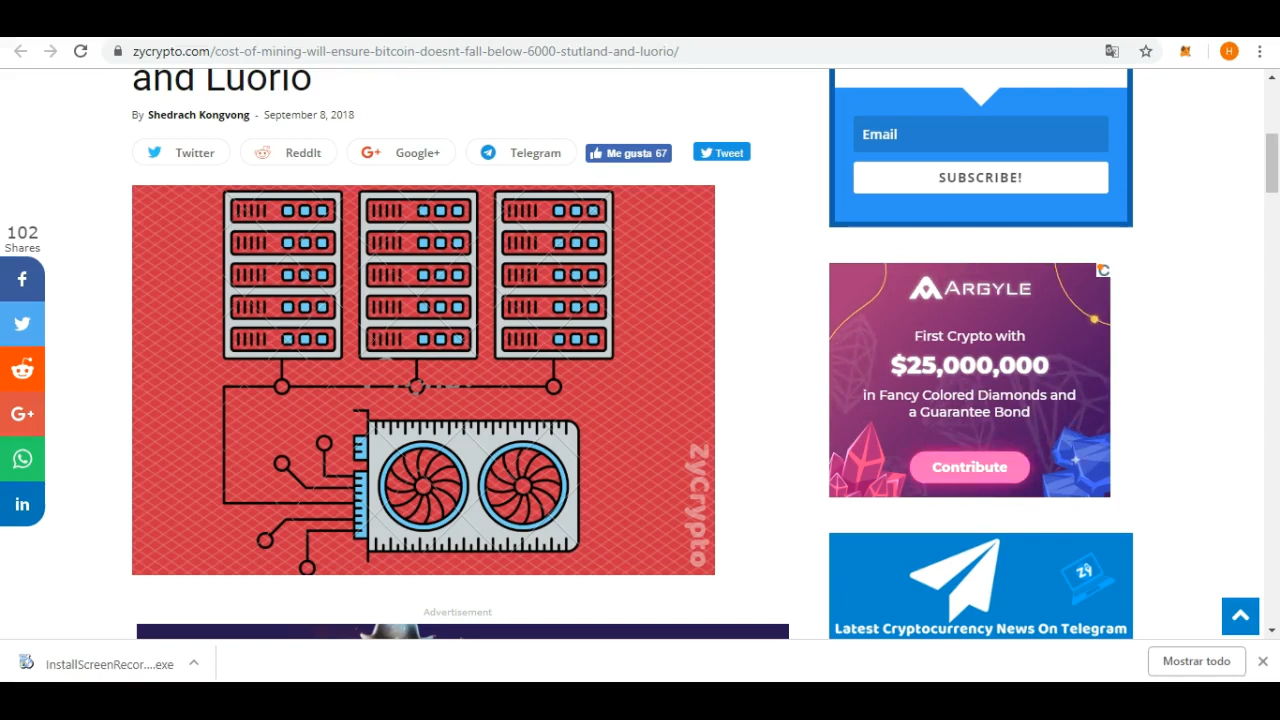 zycrypto.com/cost-of-mining-will-ensure-bitcoin-doesnt-fall-below-6000-stutland-and-luorio/
H
and Luorio
By Shedrach Kongvong - September 8, 2018
Twitter
ReddIt
G+ Google+
Telegram
Me gusta 67
Tweet
102
Shares
f
G+
in
ZyCrypto
Advertisement
Email
SUBSCRIBE!
ARGYLE
First Crypto with
$25,000,000
in Fancy Colored Diamonds and
a Guarantee Bond
Contribute
ZY
Latest Cryptocurrency News On Telegram
InstallScreenRecor....exe
Mostrar todo